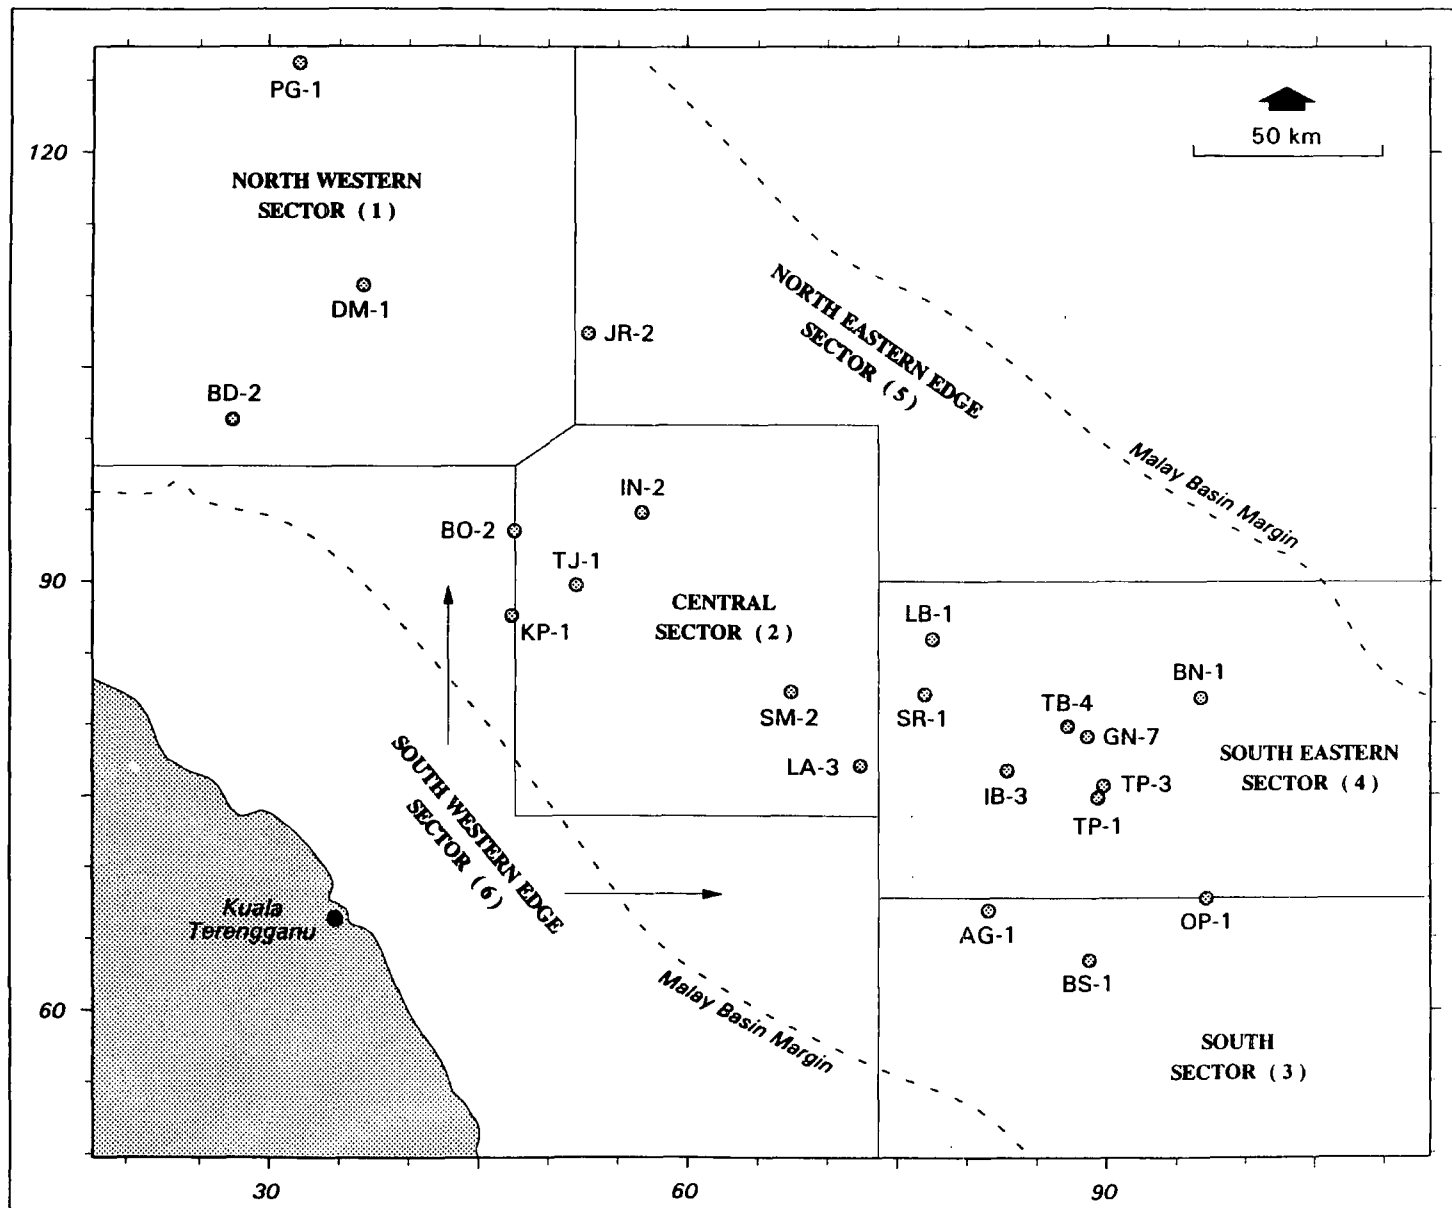 PG-1
50 km
120
NORTH WESTERN
SECTOR ( 1 )
DM-1
JR-2
NORTH EASTERN EDGE
SECTOR ( 5 )
BD-2
Malay Basin Margin
IN-2
BO-2
TJ-1
90
KP-1
CENTRAL
SECTOR ( 2 )
LB-1
SM-2
SR-1
BN-1
TB-4
GN-7
LA-3
IB-3
TP-3
TP-1
SOUTH EASTERN
SECTOR ( 4 )
SOUTH WESTERN EDGE
SECTOR ( 6 )
Kuala
Terengganu
AG-1
OP-1
BS-1
Malay Basin Margin
60
SOUTH
SECTOR ( 3 )
30
60
90